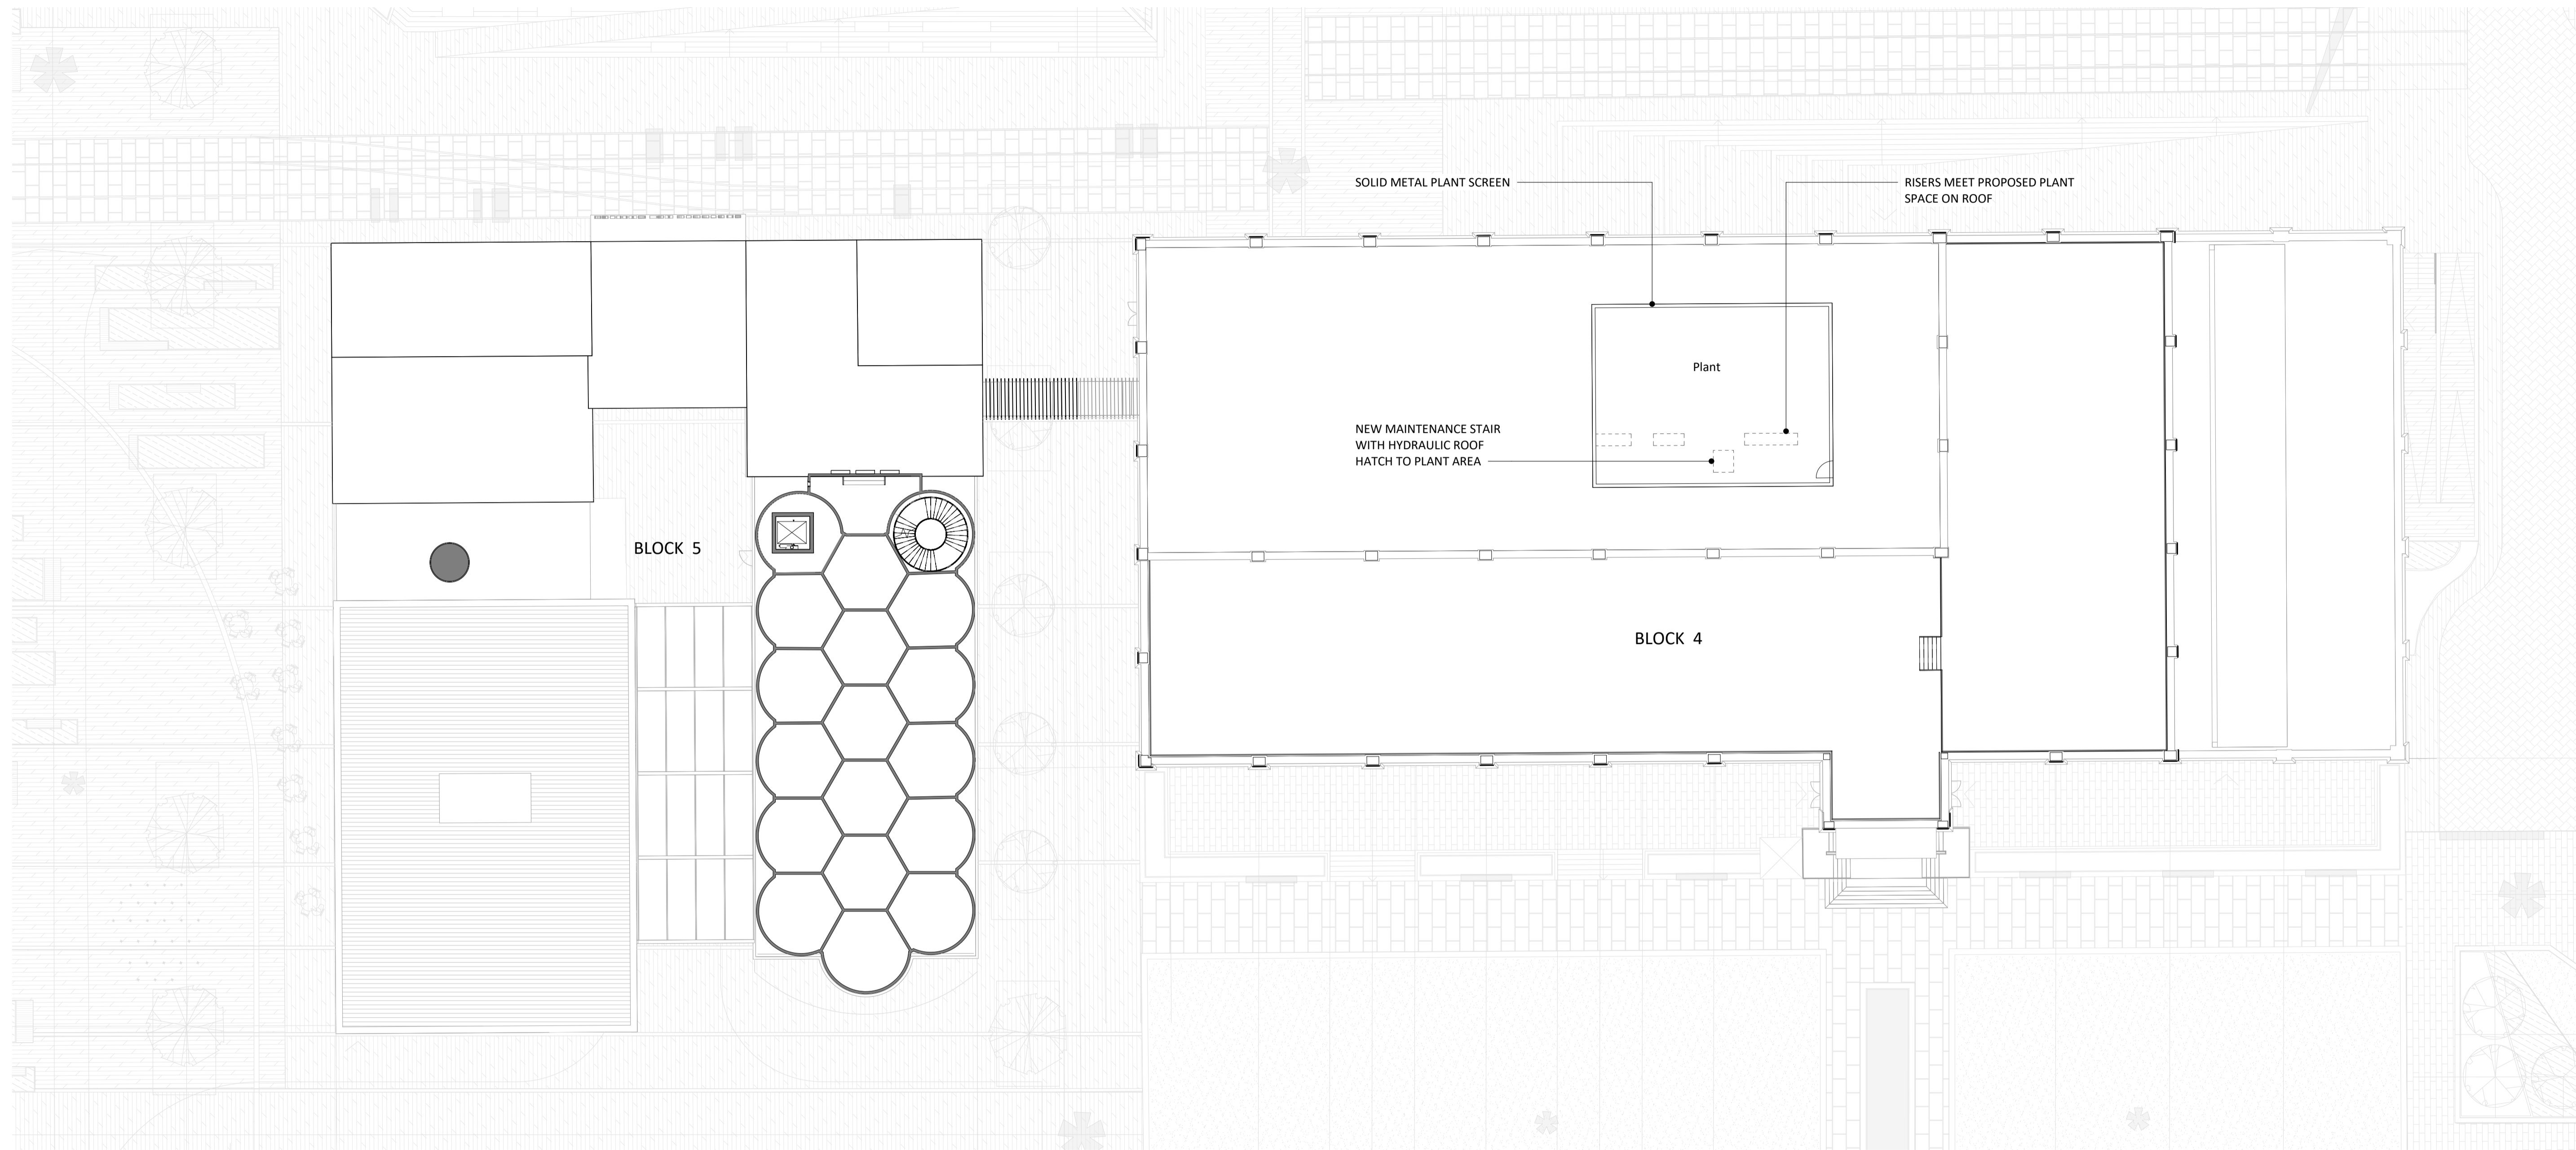 SOLID METAL PLANT SCREEN
RISERS MEET PROPOSED PLANT
SPACE ON ROOF
Plant
NEW MAINTENANCE STAIR
WITH HYDRAULIC ROOF
HATCH TO PLANT AREA
BLOCK 5
BLOCK 4